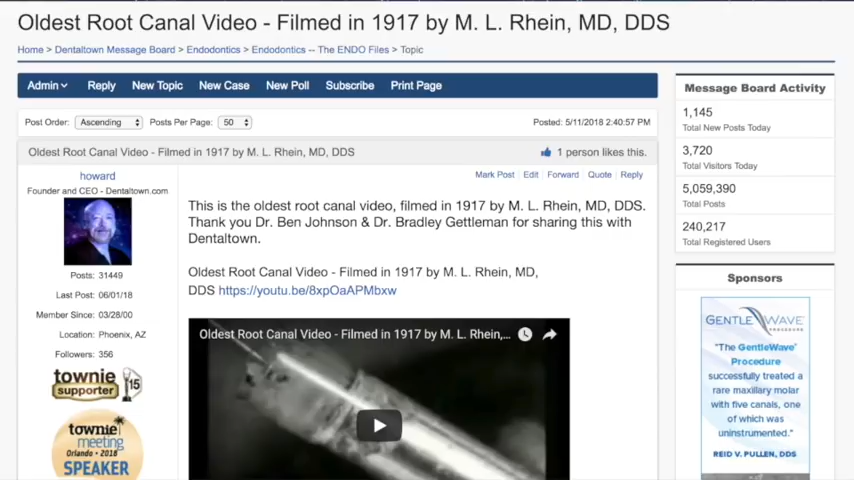 Oldest Root Canal Video - Filmed in 1917 by M. L. Rhein, MD, DDS
Home > Dentaltown Message Board > Endodontics > Endodontics -- The ENDO Files > Topic
Admin Reply New Topic New Case New Poll Subscribe Print Page
Post Order: Ascending Posts Per Page: 50 Posted: 5/11/2018 2:40:57 PM
Oldest Root Canal Video - Filmed in 1917 by M. L. Rhein, MD, DDS 1 person likes this.
Mark Post Edit Forward Quote Reply
howard
Founder and CEO - Dentaltown.com
Posts: 31449
Last Post: 06/01/18
Member Since: 03/28/00
Location: Phoenix, AZ
Followers: 356
townie
supporter 15
townie
meeting
Orlando · 2018
SPEAKER
This is the oldest root canal video, filmed in 1917 by M. L. Rhein, MD, DDS.
Thank you Dr. Ben Johnson & Dr. Bradley Gettleman for sharing this with
Dentaltown.
Oldest Root Canal Video - Filmed in 1917 by M. L. Rhein, MD,
DDS https://youtu.be/8xpOaAPMbxw
Oldest Root Canal Video - Filmed in 1917 by M. L. Rhein,...
Message Board Activity
1,145
Total New Posts Today
3,720
Total Visitors Today
5,059,390
Total Posts
240,217
Total Registered Users
Sponsors
GENTLEWAVE
PROCEDURE
"The GentleWave
Procedure
successfully treated a
rare maxillary molar
with five canals, one
of which was
uninstrumented."
REID V. PULLEN, DDS